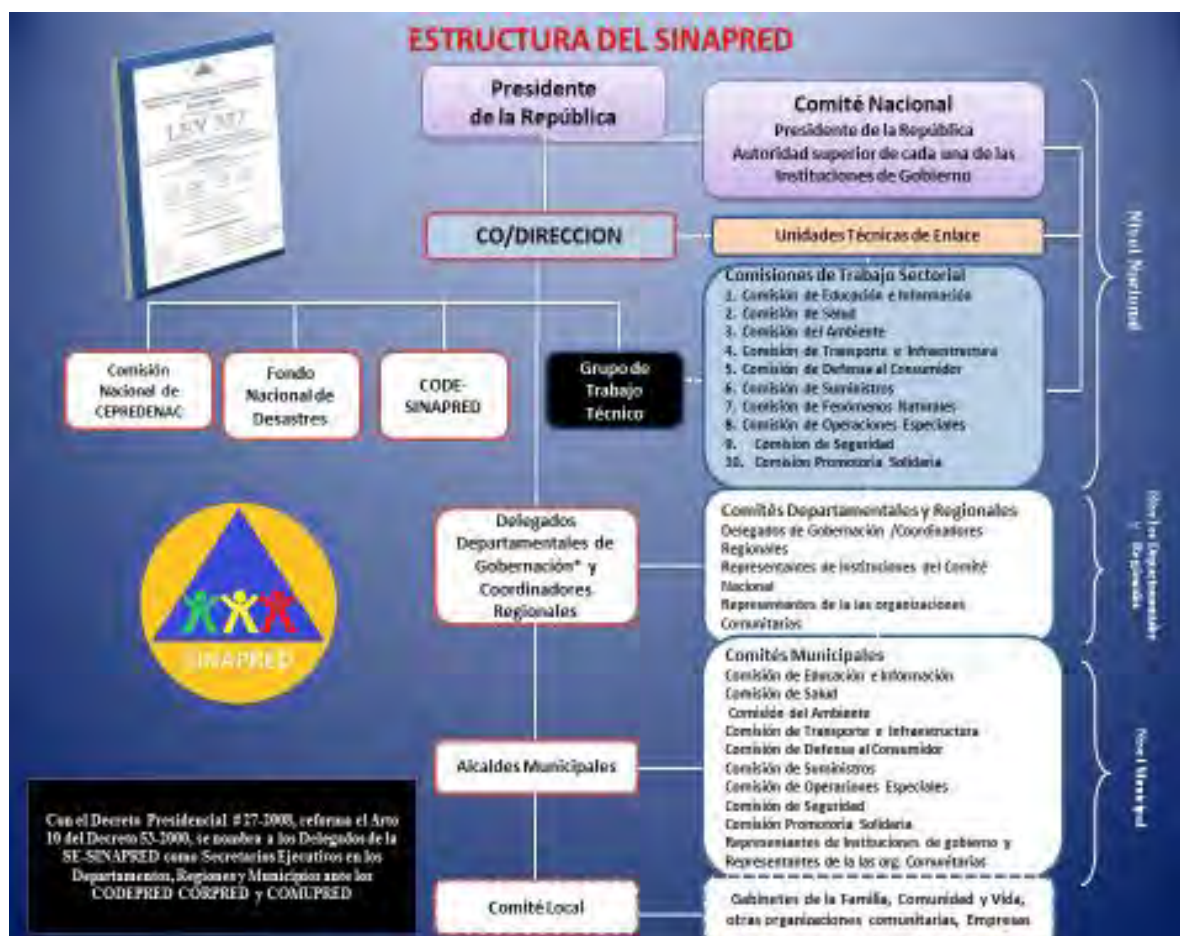 ESTRUCTURA DEL SINAPRED
LEY 337
Presidente
de la República
Comité Nacional
Presidente de la República
Autoridad superior de cada una de las
Instituciones de Gobierno
CO/DIRECCION
Unidades Técnicas de Enlace
Comisiones de Trabajo Sectorial
1. Comisión de Educación e Información
2. Comisión de Salud
3. Comisión del Ambiente
4. Comisión de Transporte e Infraestructura
5. Comisión de Defensa al Consumidor
6. Comisión de Suministros
7. Comisión de Fenómenos Naturales
8. Comisión de Operaciones Especiales
9. Comision de Seguridad
10. Comisión Promotoria Solidaria
Nivel Nacional
Comisión
Nacional de
CEPREDENAC
Fondo
Nacional de
Desastres
CODE-
SINAPRED
Grupo de
Trabajo
Técnico
Delegados
Departamentales de
Gobernación* y
Coordinadores
Regionales
Comités Departamentales y Regionales
Delegados de Gobernación /Coordinadores
Regionales
Representantes de Instituciones del Comité
Nacional
Representantes de la las organizaciones
Comunitarias
Niveles Departamentales
y Regionales
SINAPRED
Alcaldes Municipales
Comités Municipales
Comisión de Educación e Información
Comisión de Salud
Comisión del Ambiente
Comisión de Transporte e Infraestructura
Comisión de Defensa al Consumidor
Comisión de Suministros
Comisión de Operaciones Especiales
Comisión de Seguridad
Comisión Promotoria Solidaria
Representantes de Instituciones de gobierno y
Representantes de la las org. Comunitarias
Nivel Municipal
Con el Decreto Presidencial # 27-2008, reforma el Arto
10 del Decreto 53-2000, se nombra a los Delegados de la
SE-SINAPRED como Secretarios Ejecutivos en los
Departamentos, Regiones y Municipios ante los
CODEPRED CORPRED y COMUPRED
Comité Local
Gabinetes de la Familia, Comunidad y Vida,
otras organizaciones comunitarias, Empresas